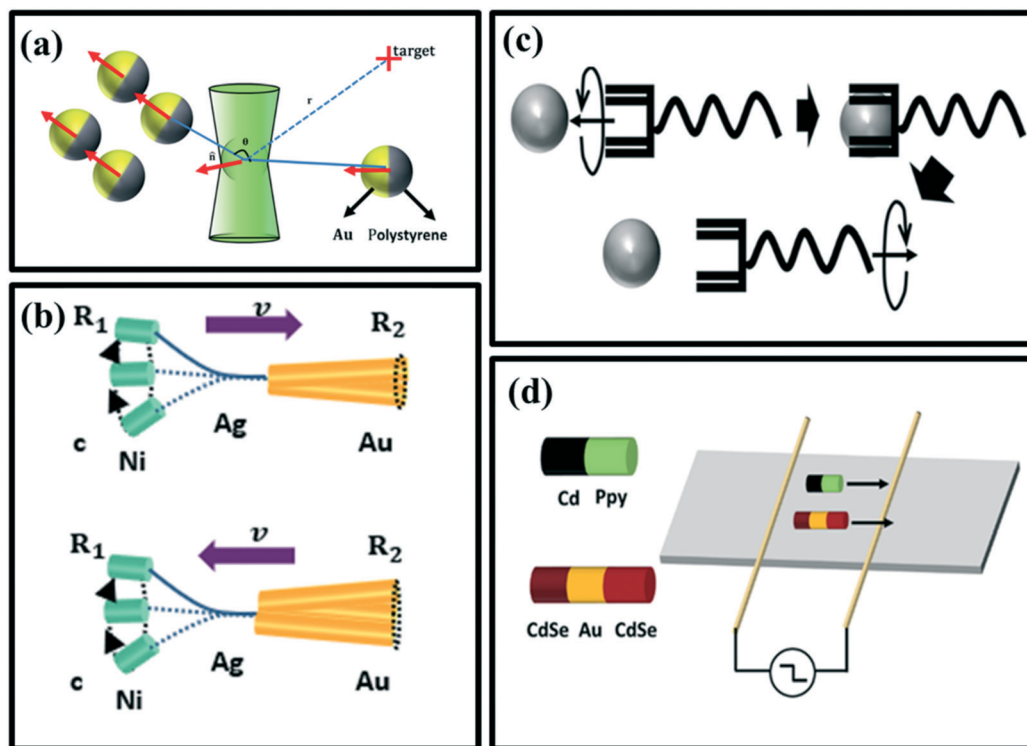 (a)
target
r
θ
n̂
Au Polystyrene
(b)
R₁ v R₂
Ag
c Ni Au
R₁ v R₂
Ag
c Ni Au
(c)
(d)
Cd Ppy
CdSe Au CdSe